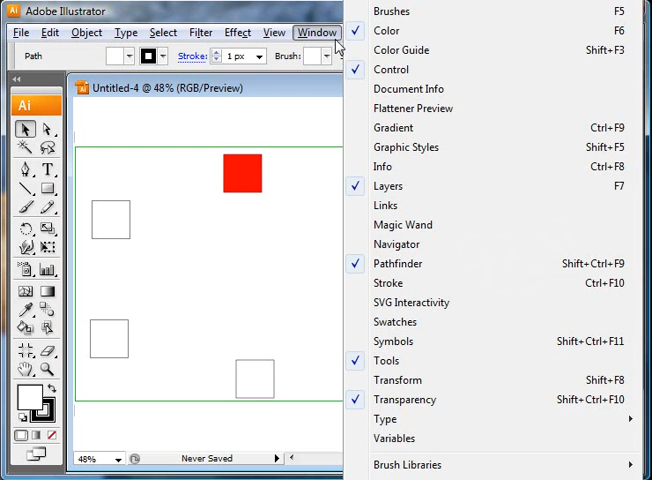 Adobe Illustrator
File Edit Object Type Select Filter Effect View Window
Path Stroke: 1 px Brush:
Untitled-4 @ 48% (RGB/Preview)
Ai
T
48% Never Saved
Brushes F5
Color F6
Color Guide Shift+F3
Control
Document Info
Flattener Preview
Gradient Ctrl+F9
Graphic Styles Shift+F5
Info Ctrl+F8
Layers F7
Links
Magic Wand
Navigator
Pathfinder Shift+Ctrl+F9
Stroke Ctrl+F10
SVG Interactivity
Swatches
Symbols Shift+Ctrl+F11
Tools
Transform Shift+F8
Transparency Shift+Ctrl+F10
Type
Variables
Brush Libraries